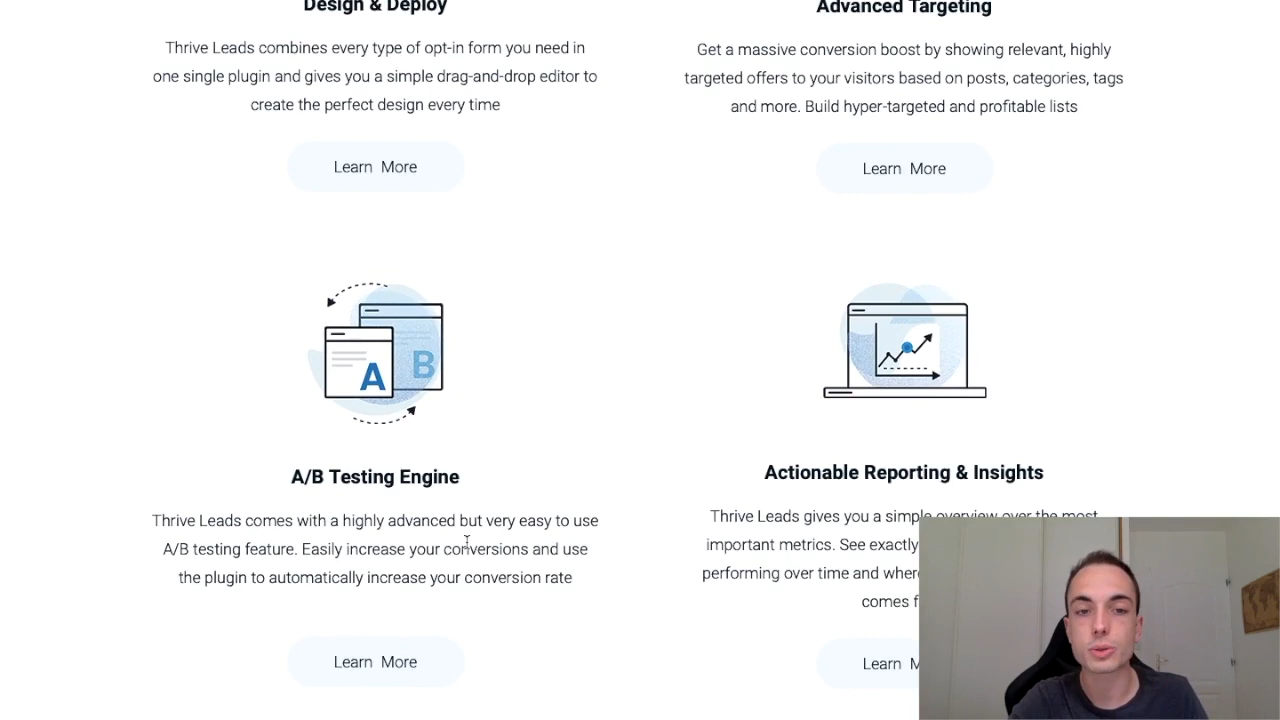 Design & Deploy
Thrive Leads combines every type of opt-in form you need in
one single plugin and gives you a simple drag-and-drop editor to
create the perfect design every time
Learn More
Advanced Targeting
Get a massive conversion boost by showing relevant, highly
targeted offers to your visitors based on posts, categories, tags
and more. Build hyper-targeted and profitable lists
Learn More
A
B
A/B Testing Engine
Thrive Leads comes with a highly advanced but very easy to use
A/B testing feature. Easily increase your conversions and use
the plugin to automatically increase your conversion rate
Learn More
Actionable Reporting & Insights
Thrive Leads gives you a simple overview over the most
important metrics. See exactly
performing over time and where
comes
Learn